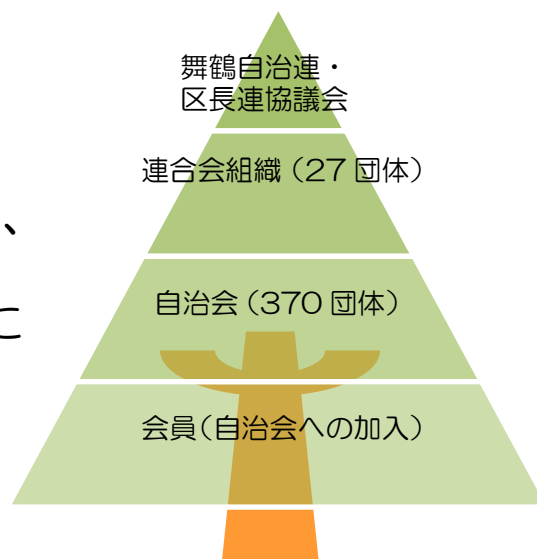 舞鶴自治連・
区長連協議会
連合会組織（27 団体）
、
自治会（370 団体）
に
会員（自治会への加入）